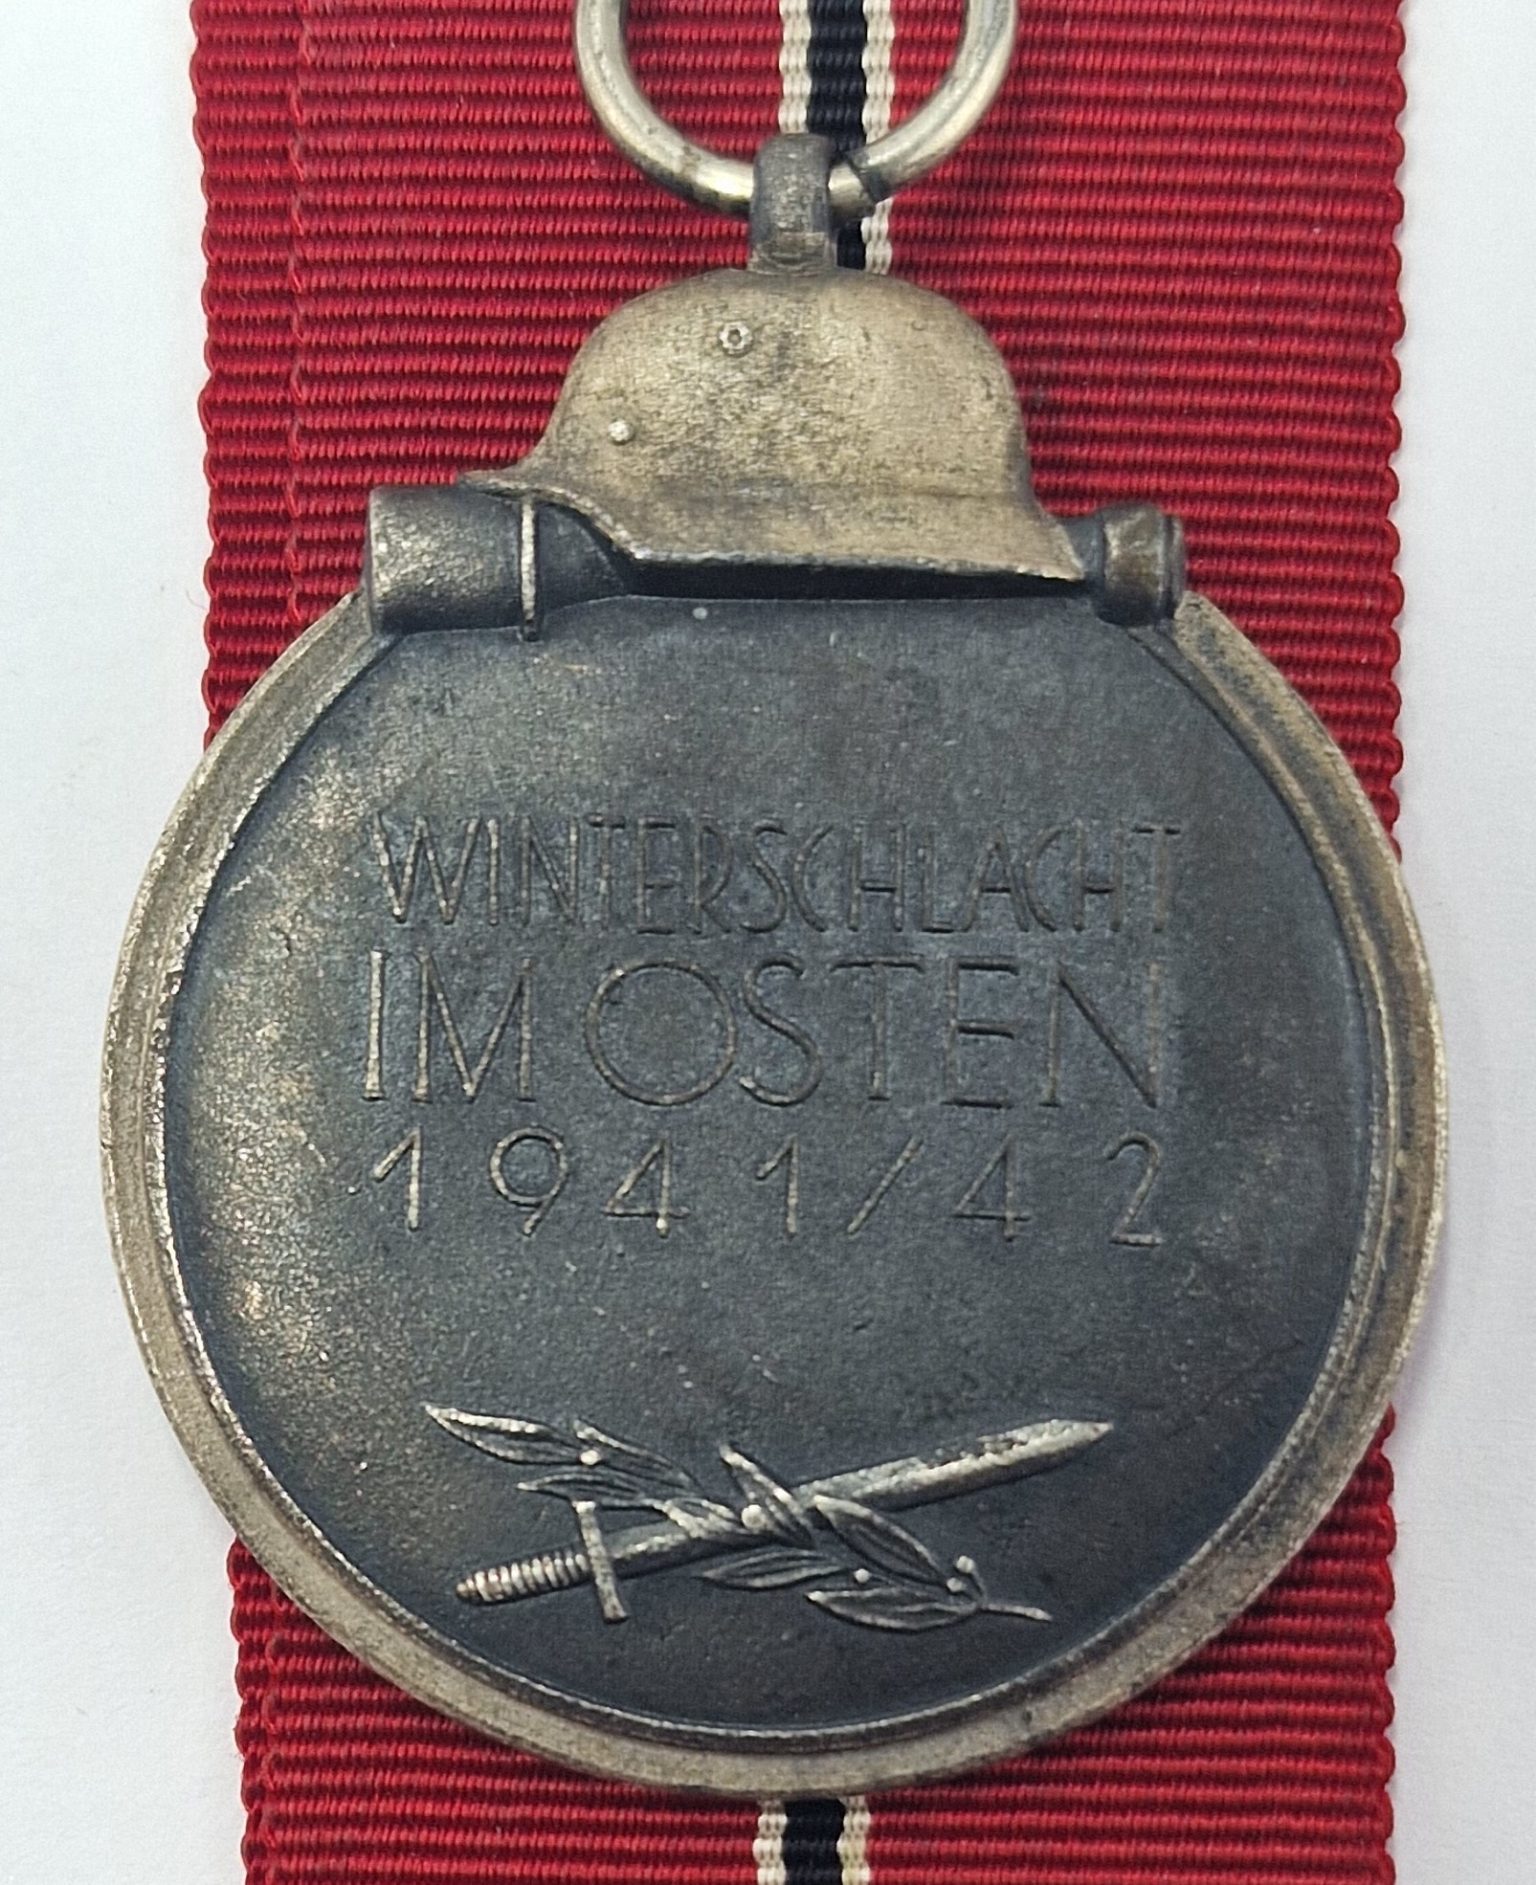 WINTERSCHLACHT
IM OSTEN
1941/42